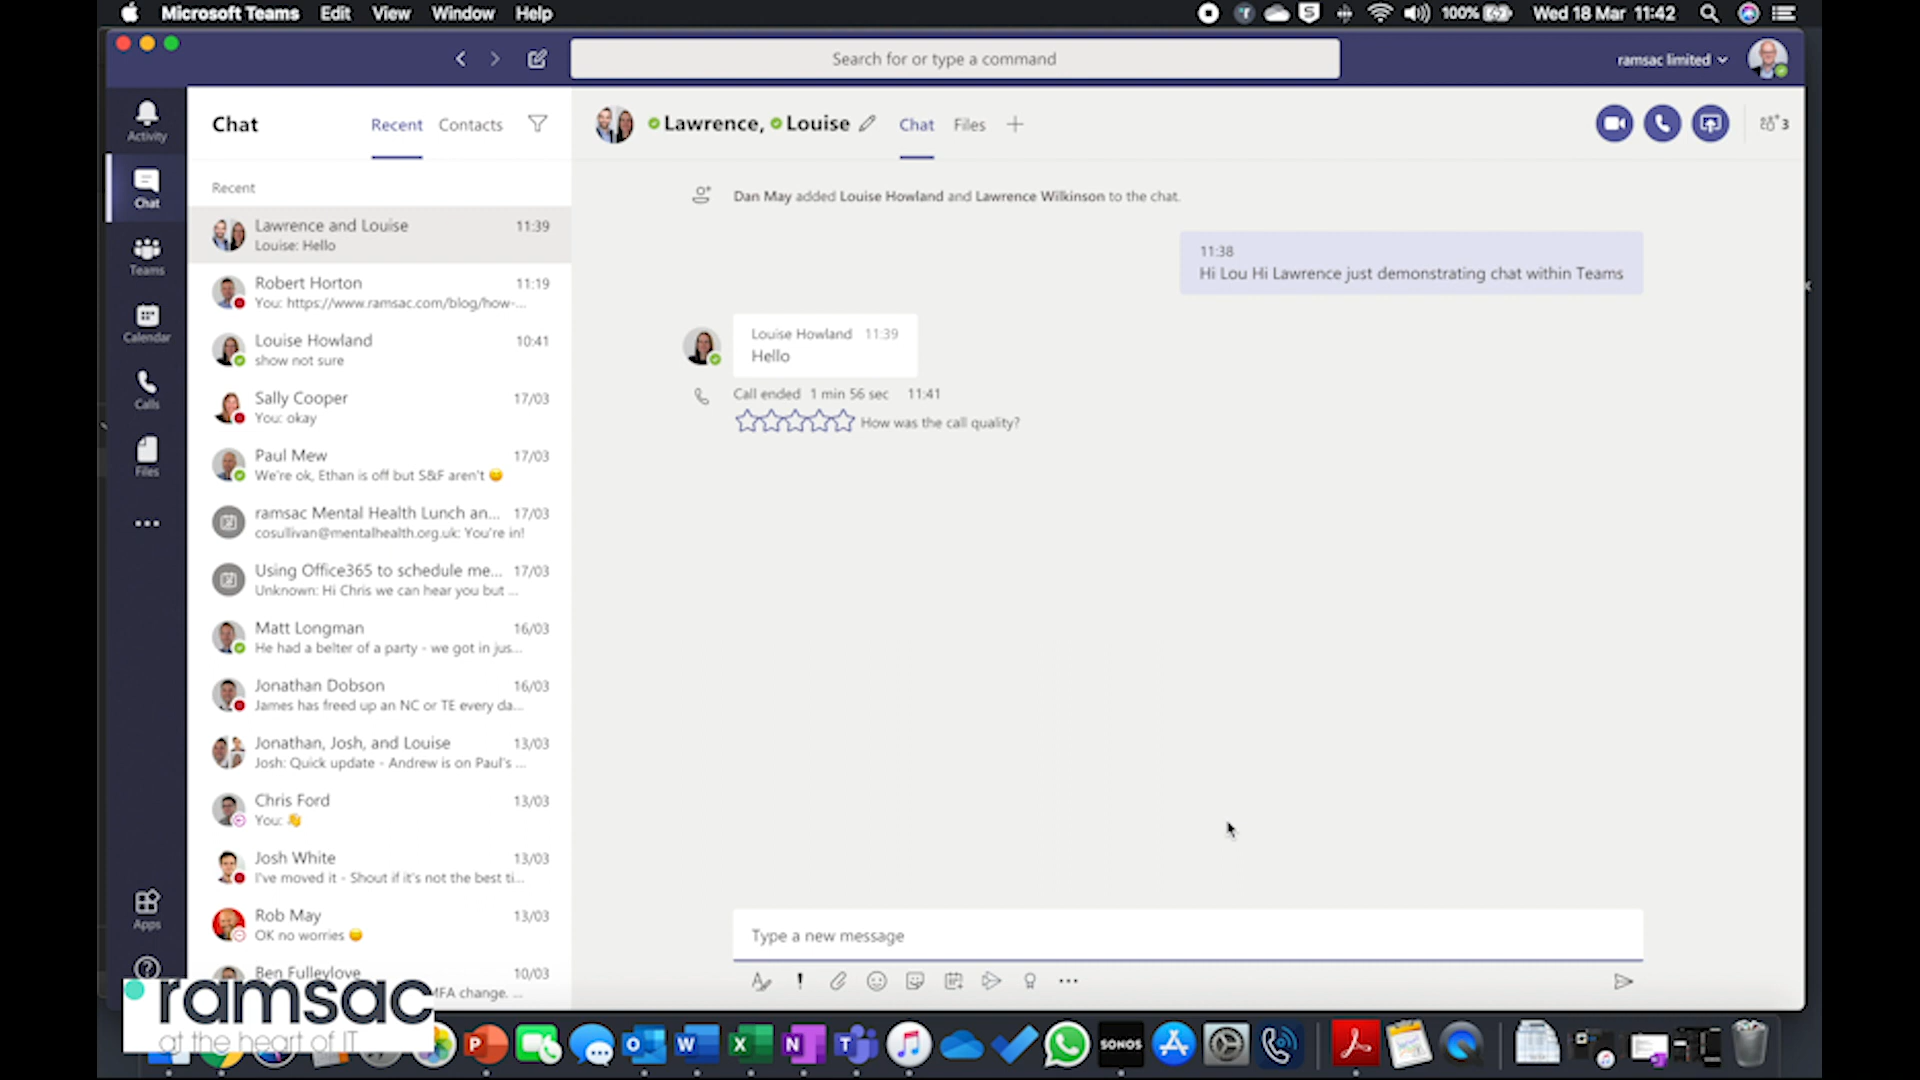 Microsoft Teams Edit View Window Help
100% Wed 18 Mar 11:42
Search for or type a command
ramsac limited
Activity
Chat
Teams
Calendar
Calls
Files
Apps
Chat Recent Contacts
Recent
Lawrence and Louise 11:39
Louise: Hello
Robert Horton 11:19
You: https://www.ramsac.com/blog/how-...
Louise Howland 10:41
show not sure
Sally Cooper 17/03
You: okay
Paul Mew 17/03
We're ok, Ethan is off but S&F aren't 😊
ramsac Mental Health Lunch an... 17/03
cosullivan@mentalhealth.org.uk: You're in!
Using Office365 to schedule me... 17/03
Unknown: Hi Chris we can hear you but ...
Matt Longman 16/03
He had a belter of a party - we got in jus...
Jonathan Dobson 16/03
James has freed up an NC or TE every da...
Jonathan, Josh, and Louise 13/03
Josh: Quick update - Andrew is on Paul's ...
Chris Ford 13/03
You: 👋
Josh White 13/03
I've moved it - Shout if it's not the best ti...
Rob May 13/03
OK no worries 😊
Ben Fulleylove 10/03
MFA change. ...
Lawrence, Louise Chat Files
3
Dan May added Louise Howland and Lawrence Wilkinson to the chat.
11:38
Hi Lou Hi Lawrence just demonstrating chat within Teams
Louise Howland 11:39
Hello
Call ended 1 min 56 sec 11:41
How was the call quality?
Type a new message
ramsac
at the heart of IT
SONOS